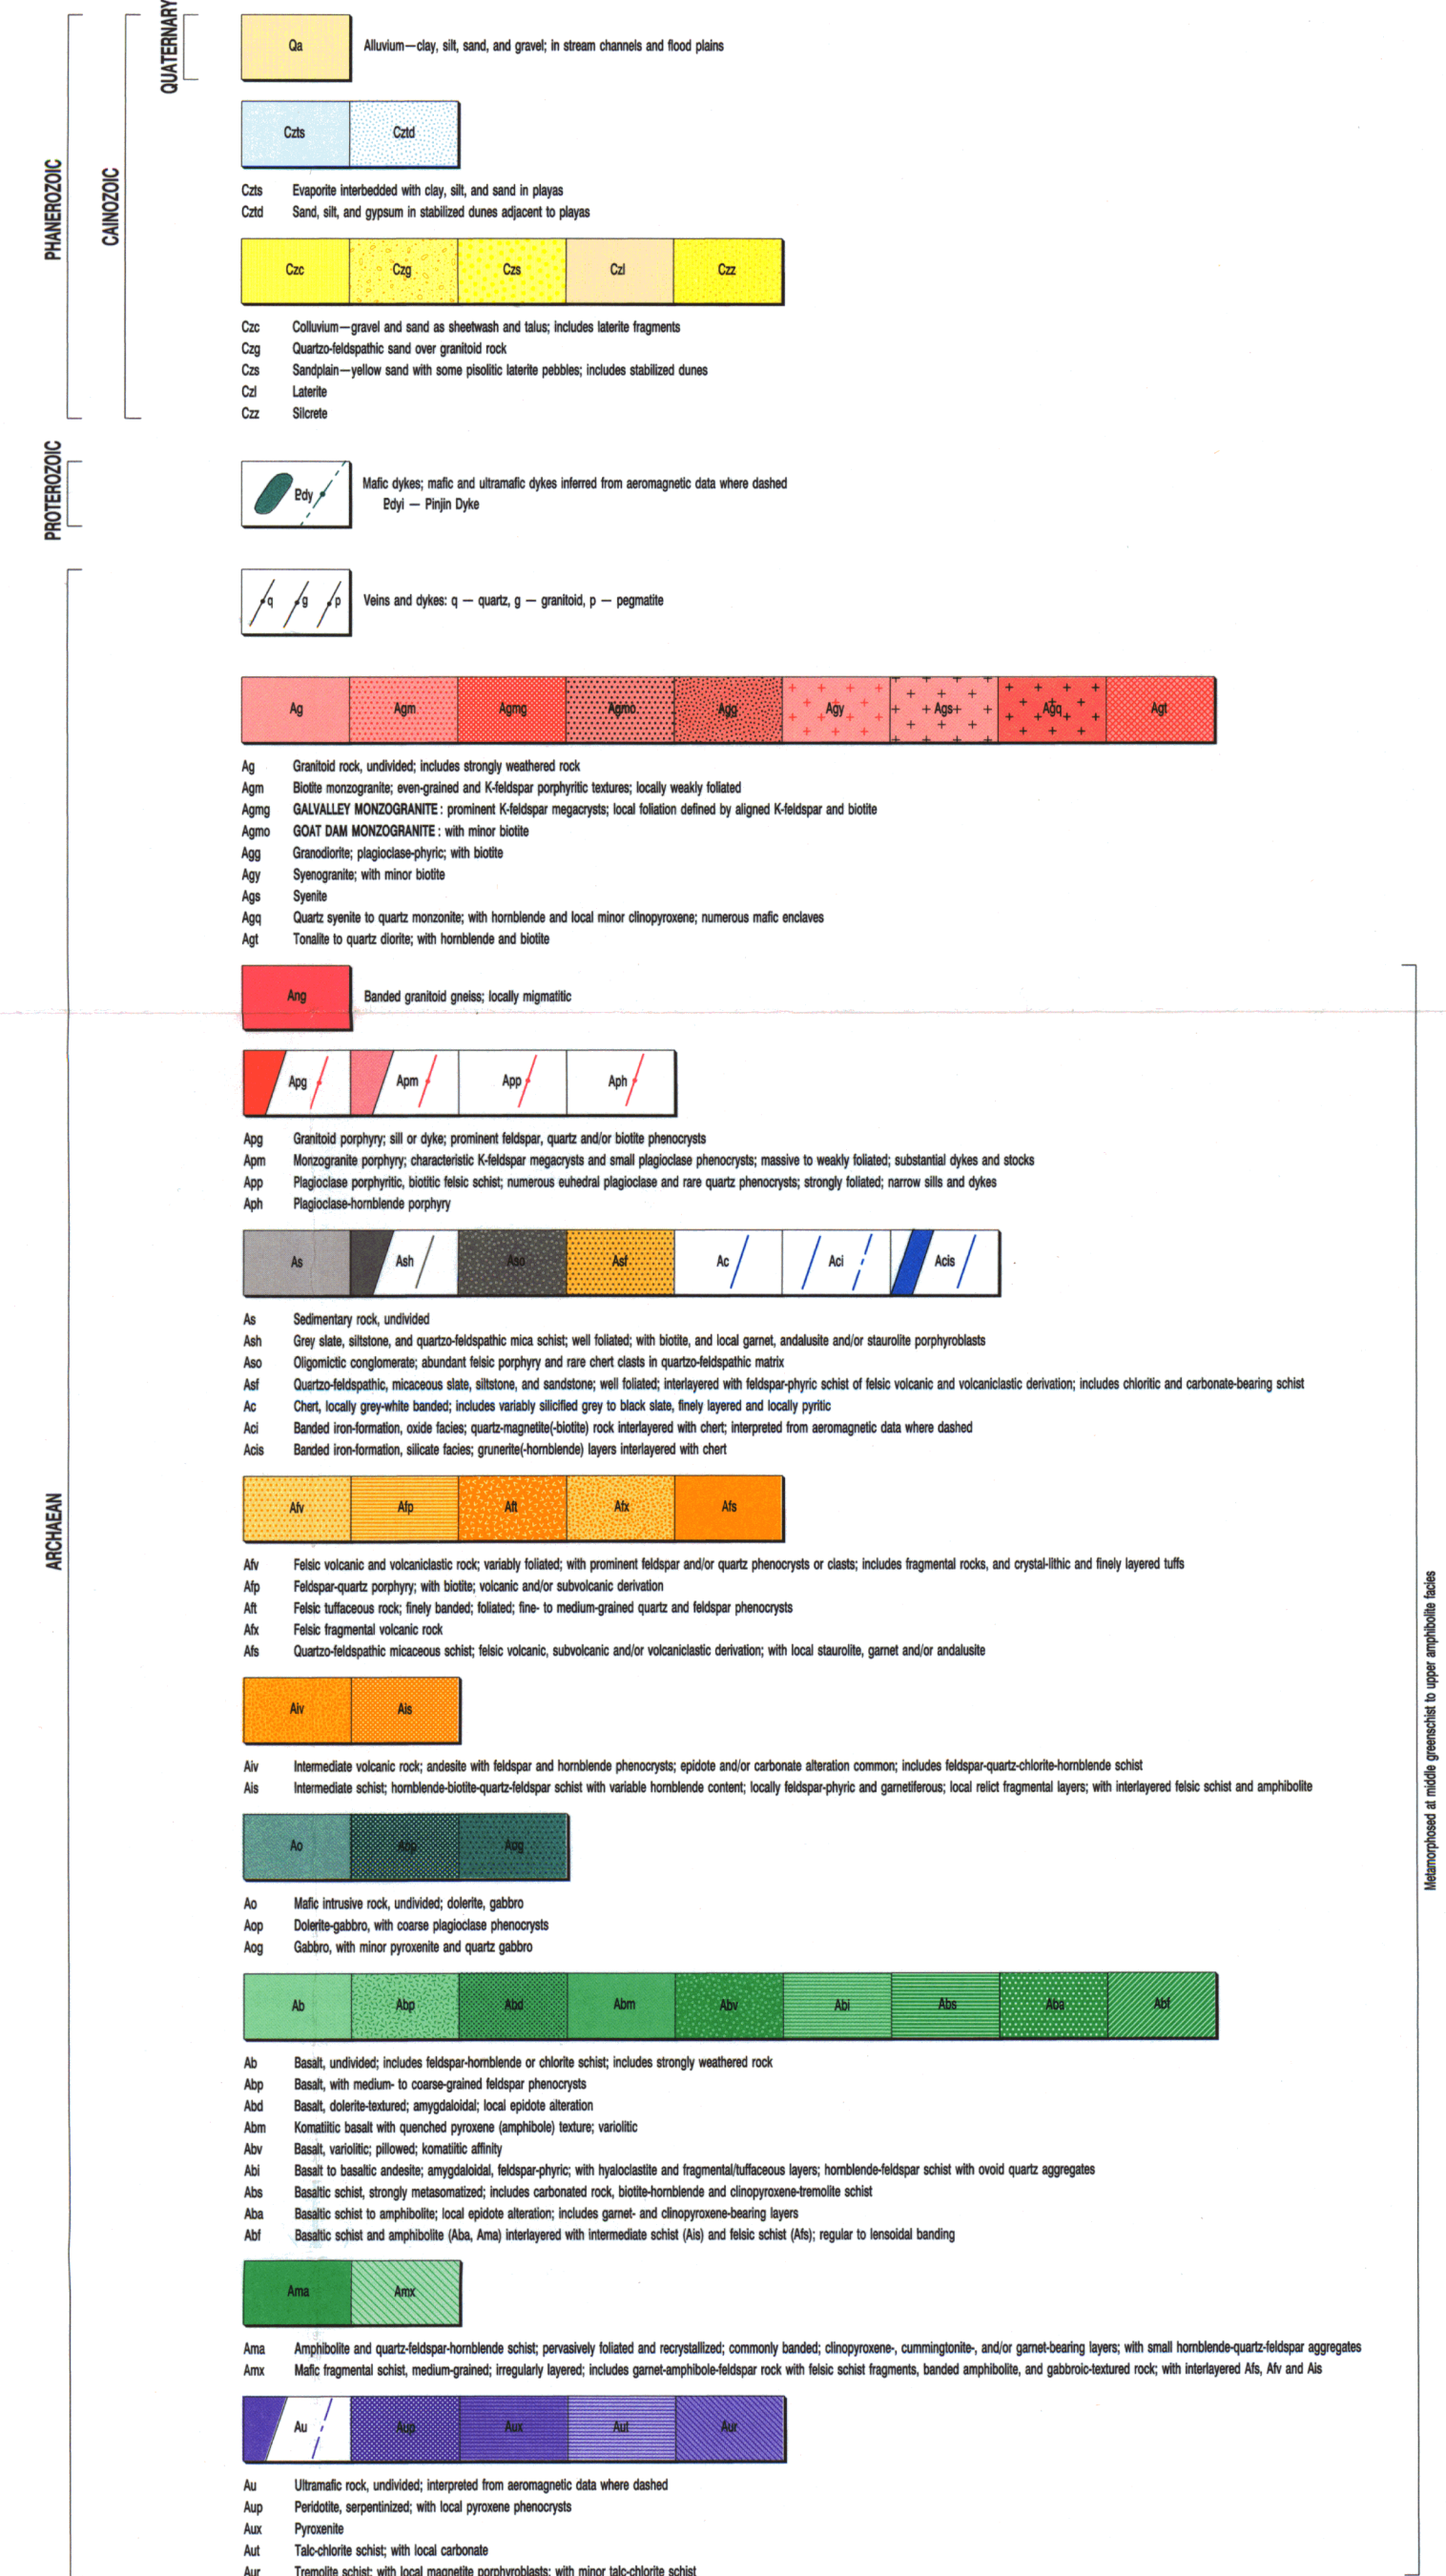 QUATERNARY
PHANEROZOIC
CAINOZOIC
Qa Alluvium—clay, silt, sand, and gravel; in stream channels and flood plains
Czts Cztd
Czts Evaporite interbedded with clay, silt, and sand in playas
Cztd Sand, silt, and gypsum in stabilized dunes adjacent to playas
Czc Czg Czs Czl Czz
Czc Colluvium—gravel and sand as sheetwash and talus; includes laterite fragments
Czg Quartzo-feldspathic sand over granitoid rock
Czs Sandplain—yellow sand with some pisolitic laterite pebbles; includes stabilized dunes
Czl Laterite
Czz Silcrete
PROTEROZOIC
Pdy Mafic dykes; mafic and ultramafic dykes inferred from aeromagnetic data where dashed
Pdyi — Pinjin Dyke
ARCHAEAN
q g p Veins and dykes: q — quartz, g — granitoid, p — pegmatite
Ag Agm Agmg Agmo Agg Agy Ags Agq Agt
Ag Granitoid rock, undivided; includes strongly weathered rock
Agm Biotite monzogranite; even-grained and K-feldspar porphyritic textures; locally weakly foliated
Agmg GALVALLEY MONZOGRANITE : prominent K-feldspar megacrysts; local foliation defined by aligned K-feldspar and biotite
Agmo GOAT DAM MONZOGRANITE : with minor biotite
Agg Granodiorite; plagioclase-phyric; with biotite
Agy Syenogranite; with minor biotite
Ags Syenite
Agq Quartz syenite to quartz monzonite; with hornblende and local minor clinopyroxene; numerous mafic enclaves
Agt Tonalite to quartz diorite; with hornblende and biotite
Ang Banded granitoid gneiss; locally migmatitic
Apg Apm App Aph
Apg Granitoid porphyry; sill or dyke; prominent feldspar, quartz and/or biotite phenocrysts
Apm Monzogranite porphyry; characteristic K-feldspar megacrysts and small plagioclase phenocrysts; massive to weakly foliated; substantial dykes and stocks
App Plagioclase porphyritic, biotitic felsic schist; numerous euhedral plagioclase and rare quartz phenocrysts; strongly foliated; narrow sills and dykes
Aph Plagioclase-hornblende porphyry
As Ash Aso Asf Ac Aci Acis
As Sedimentary rock, undivided
Ash Grey slate, siltstone, and quartzo-feldspathic mica schist; well foliated; with biotite, and local garnet, andalusite and/or staurolite porphyroblasts
Aso Oligomictic conglomerate; abundant felsic porphyry and rare chert clasts in quartzo-feldspathic matrix
Asf Quartzo-feldspathic, micaceous slate, siltstone, and sandstone; well foliated; interlayered with feldspar-phyric schist of felsic volcanic and volcaniclastic derivation; includes chloritic and carbonate-bearing schist
Ac Chert, locally grey-white banded; includes variably silicified grey to black slate, finely layered and locally pyritic
Aci Banded iron-formation, oxide facies; quartz-magnetite(-biotite) rock interlayered with chert; interpreted from aeromagnetic data where dashed
Acis Banded iron-formation, silicate facies; grunerite(-hornblende) layers interlayered with chert
Afv Afp Aft Afx Afs
Afv Felsic volcanic and volcaniclastic rock; variably foliated; with prominent feldspar and/or quartz phenocrysts or clasts; includes fragmental rocks, and crystal-lithic and finely layered tuffs
Afp Feldspar-quartz porphyry; with biotite; volcanic and/or subvolcanic derivation
Aft Felsic tuffaceous rock; finely banded; foliated; fine- to medium-grained quartz and feldspar phenocrysts
Afx Felsic fragmental volcanic rock
Afs Quartzo-feldspathic micaceous schist; felsic volcanic, subvolcanic and/or volcaniclastic derivation; with local staurolite, garnet and/or andalusite
Aiv Ais
Aiv Intermediate volcanic rock; andesite with feldspar and hornblende phenocrysts; epidote and/or carbonate alteration common; includes feldspar-quartz-chlorite-hornblende schist
Ais Intermediate schist; hornblende-biotite-quartz-feldspar schist with variable hornblende content; locally feldspar-phyric and garnetiferous; local relict fragmental layers; with interlayered felsic schist and amphibolite
Ao Aop Aog
Ao Mafic intrusive rock, undivided; dolerite, gabbro
Aop Dolerite-gabbro, with coarse plagioclase phenocrysts
Aog Gabbro, with minor pyroxenite and quartz gabbro
Ab Abp Abd Abm Abv Abi Abs Aba Abf
Ab Basalt, undivided; includes feldspar-hornblende or chlorite schist; includes strongly weathered rock
Abp Basalt, with medium- to coarse-grained feldspar phenocrysts
Abd Basalt, dolerite-textured; amygdaloidal; local epidote alteration
Abm Komatiitic basalt with quenched pyroxene (amphibole) texture; variolitic
Abv Basalt, variolitic; pillowed; komatiitic affinity
Abi Basalt to basaltic andesite; amygdaloidal, feldspar-phyric; with hyaloclastite and fragmental/tuffaceous layers; hornblende-feldspar schist with ovoid quartz aggregates
Abs Basaltic schist, strongly metasomatized; includes carbonated rock, biotite-hornblende and clinopyroxene-tremolite schist
Aba Basaltic schist to amphibolite; local epidote alteration; includes garnet- and clinopyroxene-bearing layers
Abf Basaltic schist and amphibolite (Aba, Ama) interlayered with intermediate schist (Ais) and felsic schist (Afs); regular to lensoidal banding
Ama Amx
Ama Amphibolite and quartz-feldspar-hornblende schist; pervasively foliated and recrystallized; commonly banded; clinopyroxene-, cummingtonite-, and/or garnet-bearing layers; with small hornblende-quartz-feldspar aggregates
Amx Mafic fragmental schist, medium-grained; irregularly layered; includes garnet-amphibole-feldspar rock with felsic schist fragments, banded amphibolite, and gabbroic-textured rock; with interlayered Afs, Afv and Ais
Au Aup Aux Aut Aur
Au Ultramafic rock, undivided; interpreted from aeromagnetic data where dashed
Aup Peridotite, serpentinized; with local pyroxene phenocrysts
Aux Pyroxenite
Aut Talc-chlorite schist; with local carbonate
Aur Tremolite schist; with local magnetite porphyroblasts; with minor talc-chlorite schist
Metamorphosed at middle greenschist to upper amphibolite facies